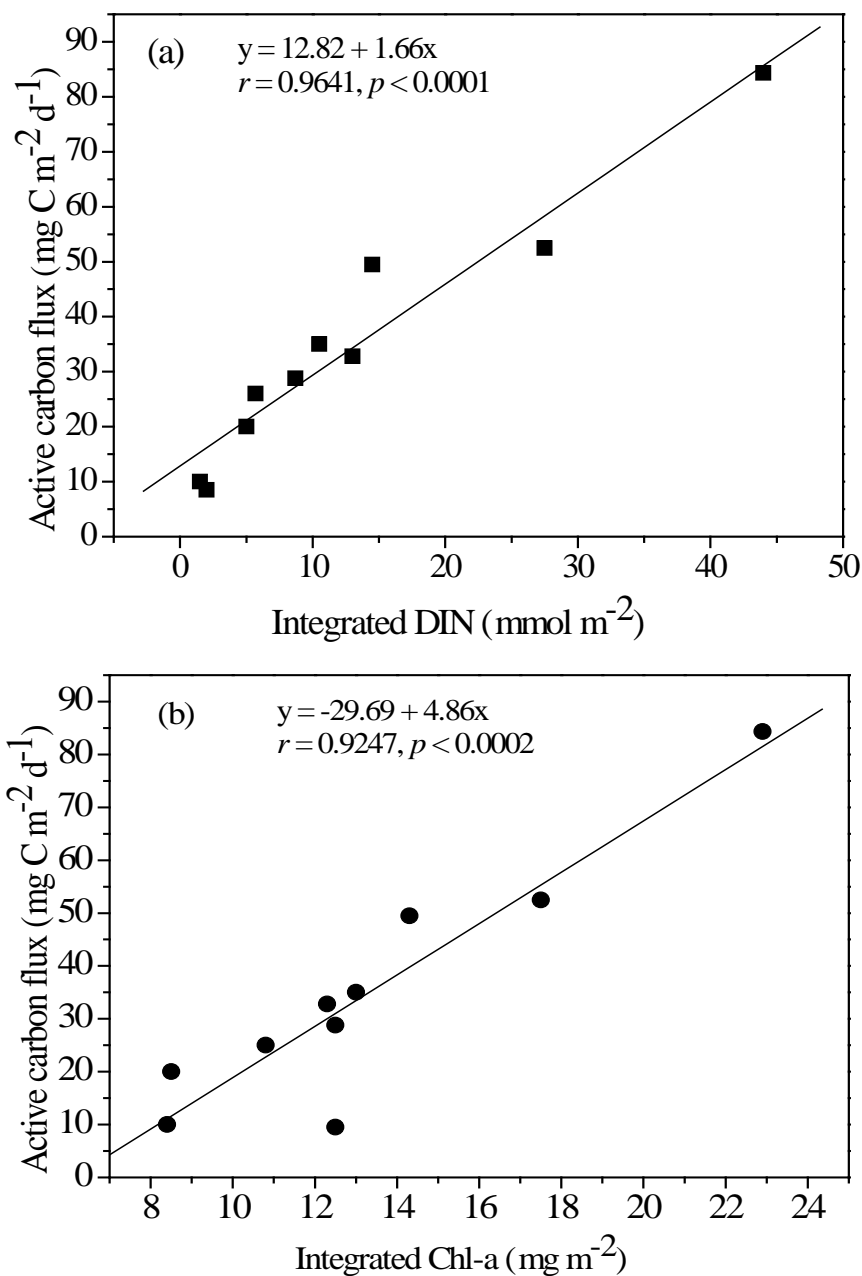 (a)
y = 12.82 + 1.66x
r = 0.9641, p < 0.0001
Active carbon flux (mg C m-2 d-1)
90
80
70
60
50
40
30
20
10
0
0 10 20 30 40 50
Integrated DIN (mmol m-2)
(b)
y = -29.69 + 4.86x
r = 0.9247, p < 0.0002
Active carbon flux (mg C m-2 d-1)
90
80
70
60
50
40
30
20
10
0
8 10 12 14 16 18 20 22 24
Integrated Chl-a (mg m-2)